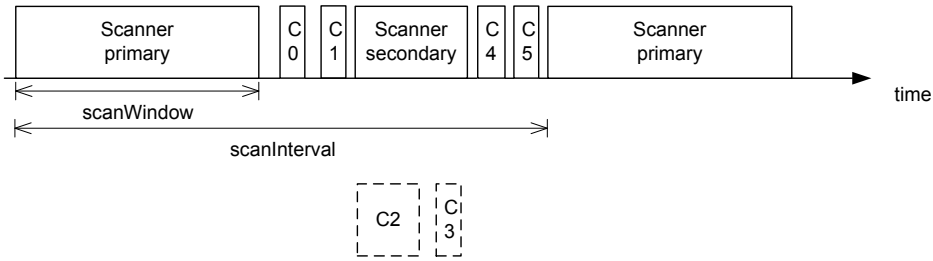 Scanner
primary
C
0
C
1
Scanner
secondary
C
4
C
5
Scanner
primary
time
scanWindow
scanInterval
C2
C
3